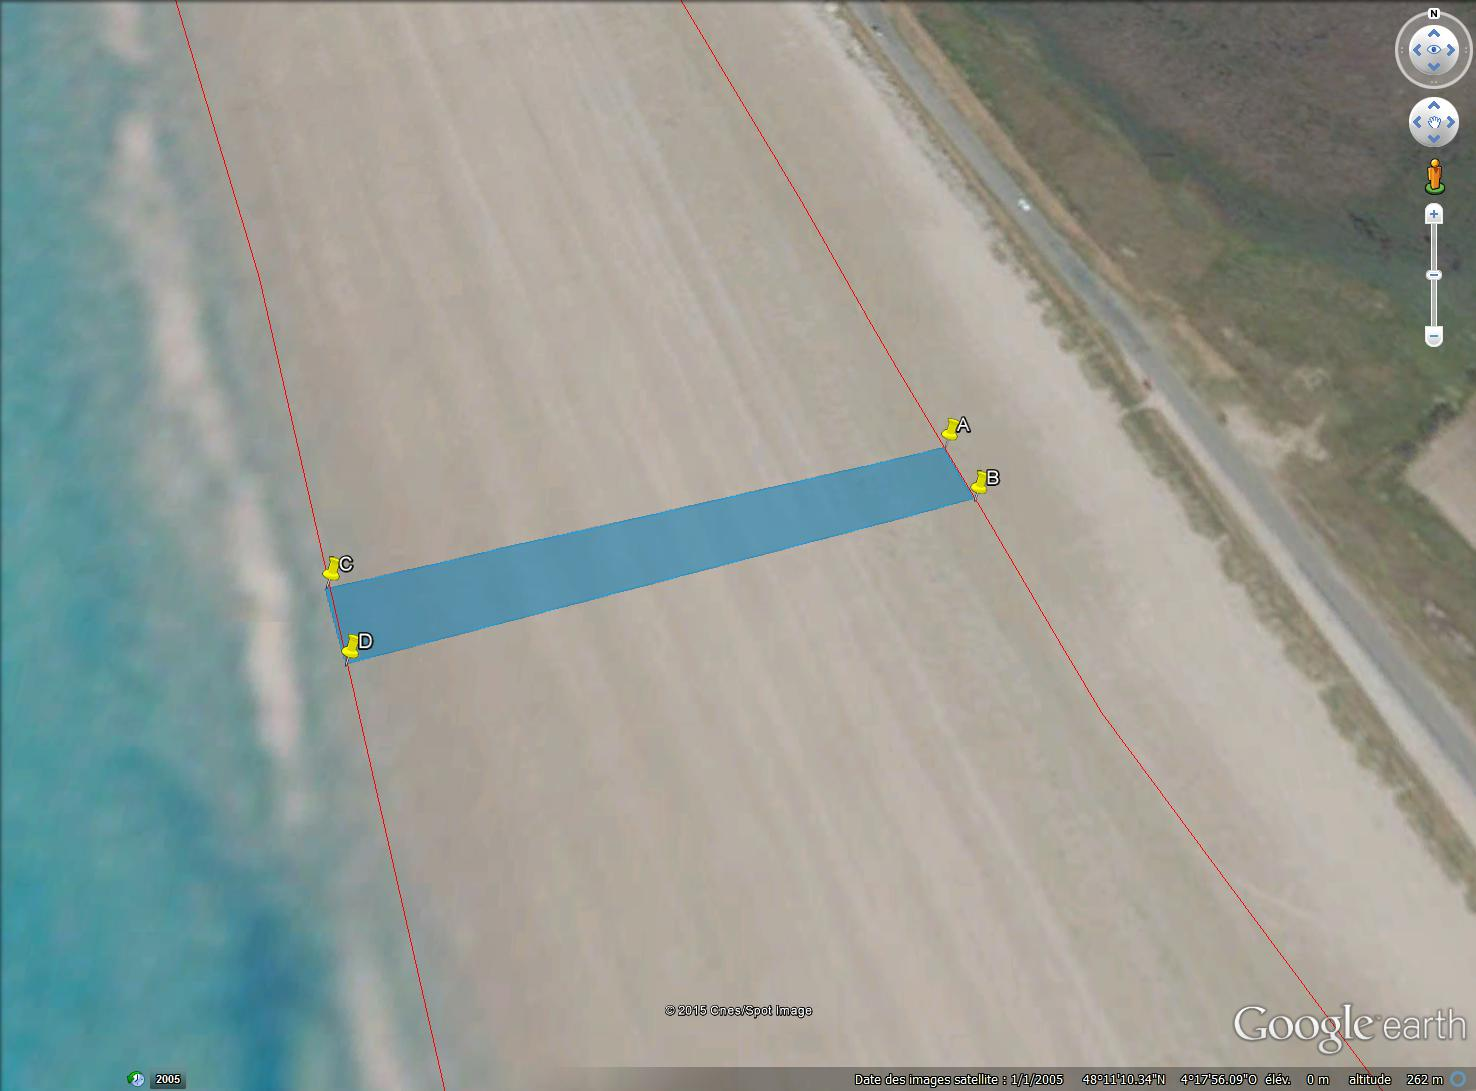 N
A
B
C
D
© 2015 Cnes/Spot Image
Google earth
2005
Date des images satellite : 1/1/2005 48°11'10.34"N 4°17'56.09"O élév. 0 m altitude 262 m